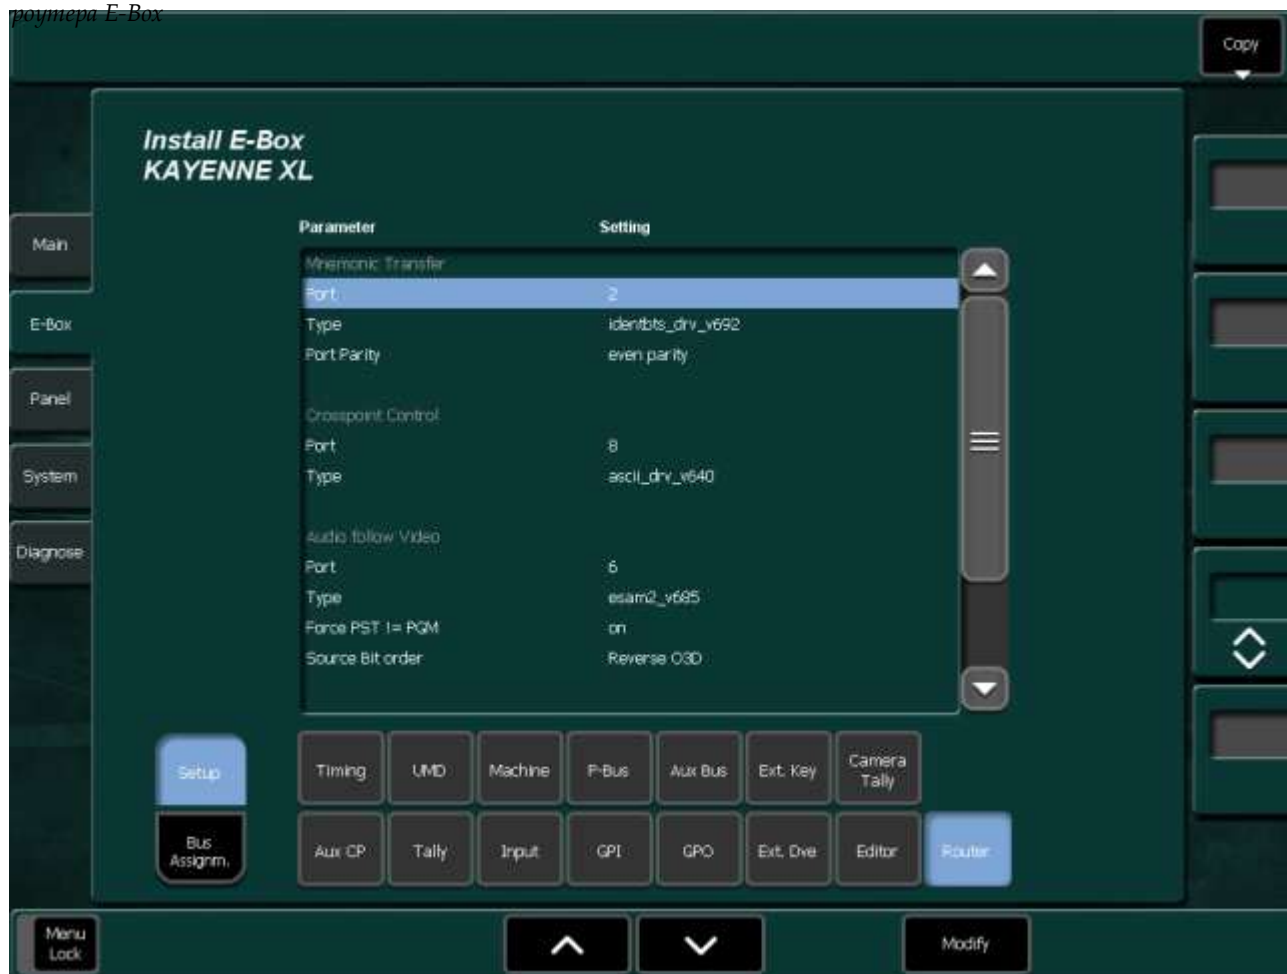 роутера E-Box
Copy
Install E-Box
KAYENNE XL
Parameter Setting
Main
Mnemonic Transfer
Port 2
E-Box
Type identbts_drv_v692
Port Parity even parity
Panel
Crosspoint Control
Port 8
System
Type ascii_drv_v640
Audio follow Video
Diagnose
Port 6
Type esam2_v685
Force PST != PGM on
Source Bit order Reverse O3D
Setup
Timing UMD Machine P-Bus Aux Bus Ext. Key Camera Tally
Bus Assignm.
Aux CP Tally Input GPI GPO Ext. Dve Editor Router
Menu Lock
Modify